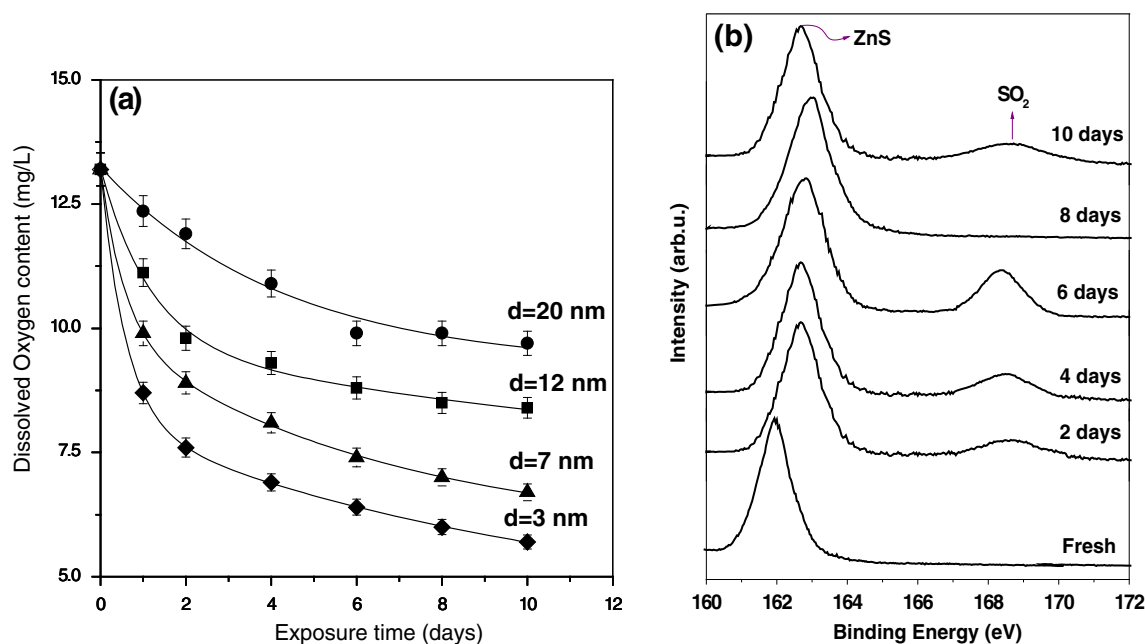 (a)
15.0
12.5
10.0
7.5
5.0
Dissolved Oxygen content (mg/L)
d=20 nm
d=12 nm
d=7 nm
d=3 nm
0 2 4 6 8 10 12
Exposure time (days)
(b)
ZnS
SO₂
10 days
8 days
6 days
4 days
2 days
Fresh
Intensity (arb.u.)
160 162 164 166 168 170 172
Binding Energy (eV)